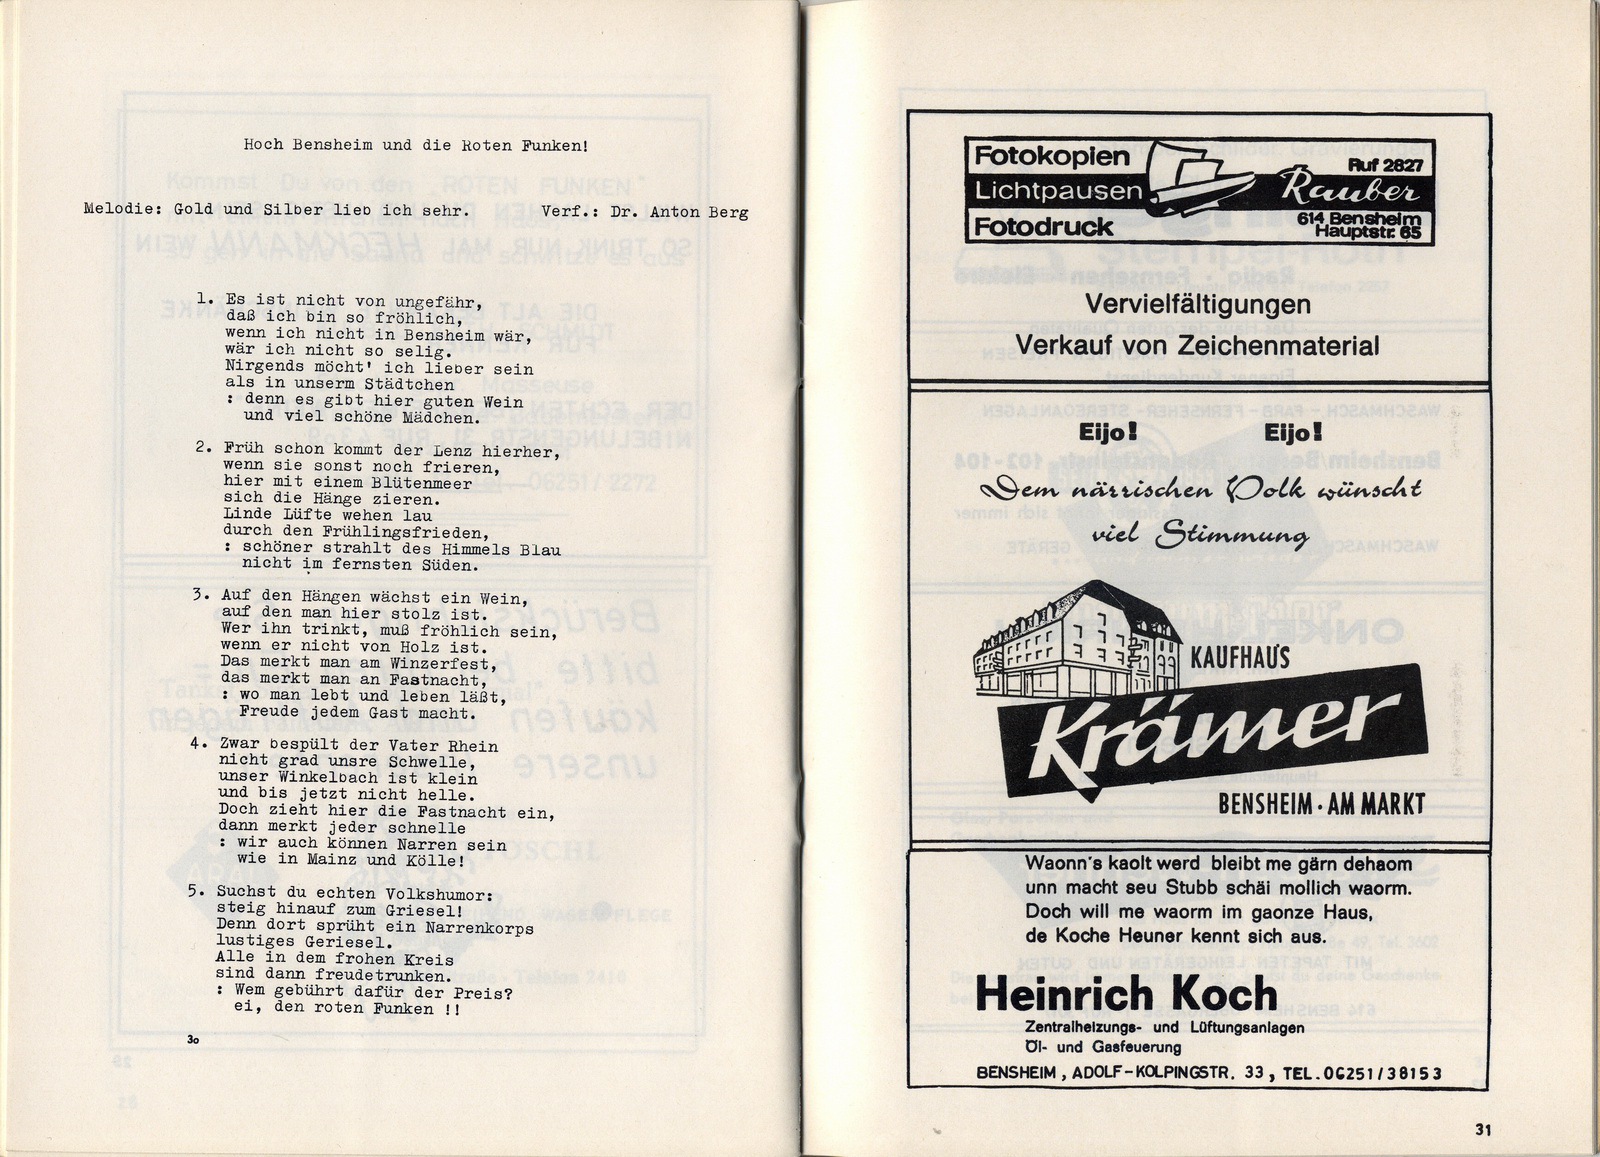 Hoch Bensheim und die Roten Funken!
Melodie: Gold und Silber lieb ich sehr. Verf.: Dr. Anton Berg
1. Es ist nicht von ungefähr,
daß ich bin so fröhlich,
wenn ich nicht in Bensheim wär,
wär ich nicht so selig.
Nirgends möcht' ich lieber sein
als in unserm Städtchen
: denn es gibt hier guten Wein
und viel schöne Mädchen.
2. Früh schon kommt der Lenz hierher,
wenn sie sonst noch frieren,
hier mit einem Blütenmeer
sich die Hänge zieren.
Linde Lüfte wehen lau
durch den Frühlingsfrieden,
: schöner strahlt des Himmels Blau
nicht im fernsten Süden.
3. Auf den Hängen wächst ein Wein,
auf den man hier stolz ist.
Wer ihn trinkt, muß fröhlich sein,
wenn er nicht von Holz ist.
Das merkt man am Winzerfest,
das merkt man an Fastnacht,
: wo man lebt und leben läßt,
Freude jedem Gast macht.
4. Zwar bespült der Vater Rhein
nicht grad unsre Schwelle,
unser Winkelbach ist klein
und bis jetzt nicht helle.
Doch zieht hier die Fastnacht ein,
dann merkt jeder schnelle
: wir auch können Narren sein
wie in Mainz und Kölle!
5. Suchst du echten Volkshumor:
steig hinauf zum Griesel!
Denn dort sprüht ein Narrenkorps
lustiges Geriesel.
Alle in dem frohen Kreis
sind dann freudetrunken.
: Wem gebührt dafür der Preis?
ei, den roten Funken !!
30
Fotokopien
Lichtpausen
Fotodruck
Ruf 2827
Rauber
614 Bensheim
Hauptstr. 65
Vervielfältigungen
Verkauf von Zeichenmaterial
Eijo! Eijo!
Dem närrischen Volk wünscht
viel Stimmung
KAUFHAUS
Krämer
BENSHEIM · AM MARKT
Waonn's kaolt werd bleibt me gärn dehaom
unn macht seu Stubb schäi mollich waorm.
Doch will me waorm im gaonze Haus,
de Koche Heuner kennt sich aus.
Heinrich Koch
Zentralheizungs- und Lüftungsanlagen
Öl- und Gasfeuerung
BENSHEIM, ADOLF-KOLPINGSTR. 33, TEL. 06251/38153
31